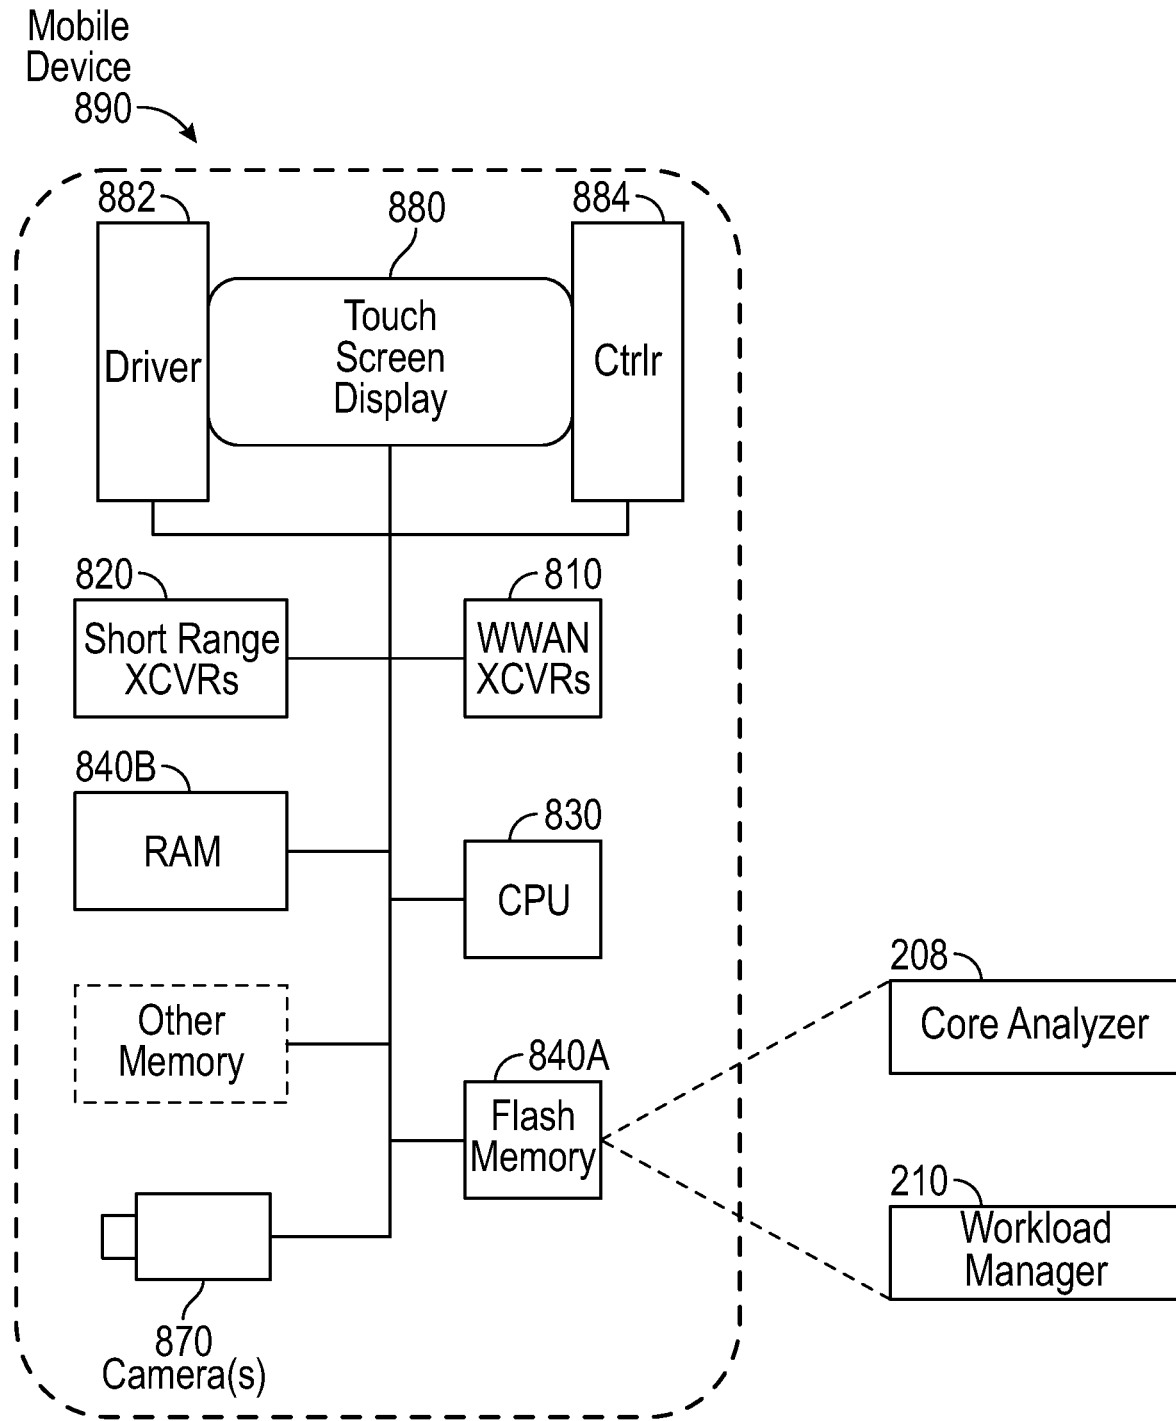 Mobile
Device
890
882
880
884
Driver
Touch
Screen
Display
Ctrlr
820
810
Short Range
XCVRs
WWAN
XCVRs
840B
RAM
830
CPU
208
Core Analyzer
Other
Memory
840A
Flash
Memory
210
Workload
Manager
870
Camera(s)